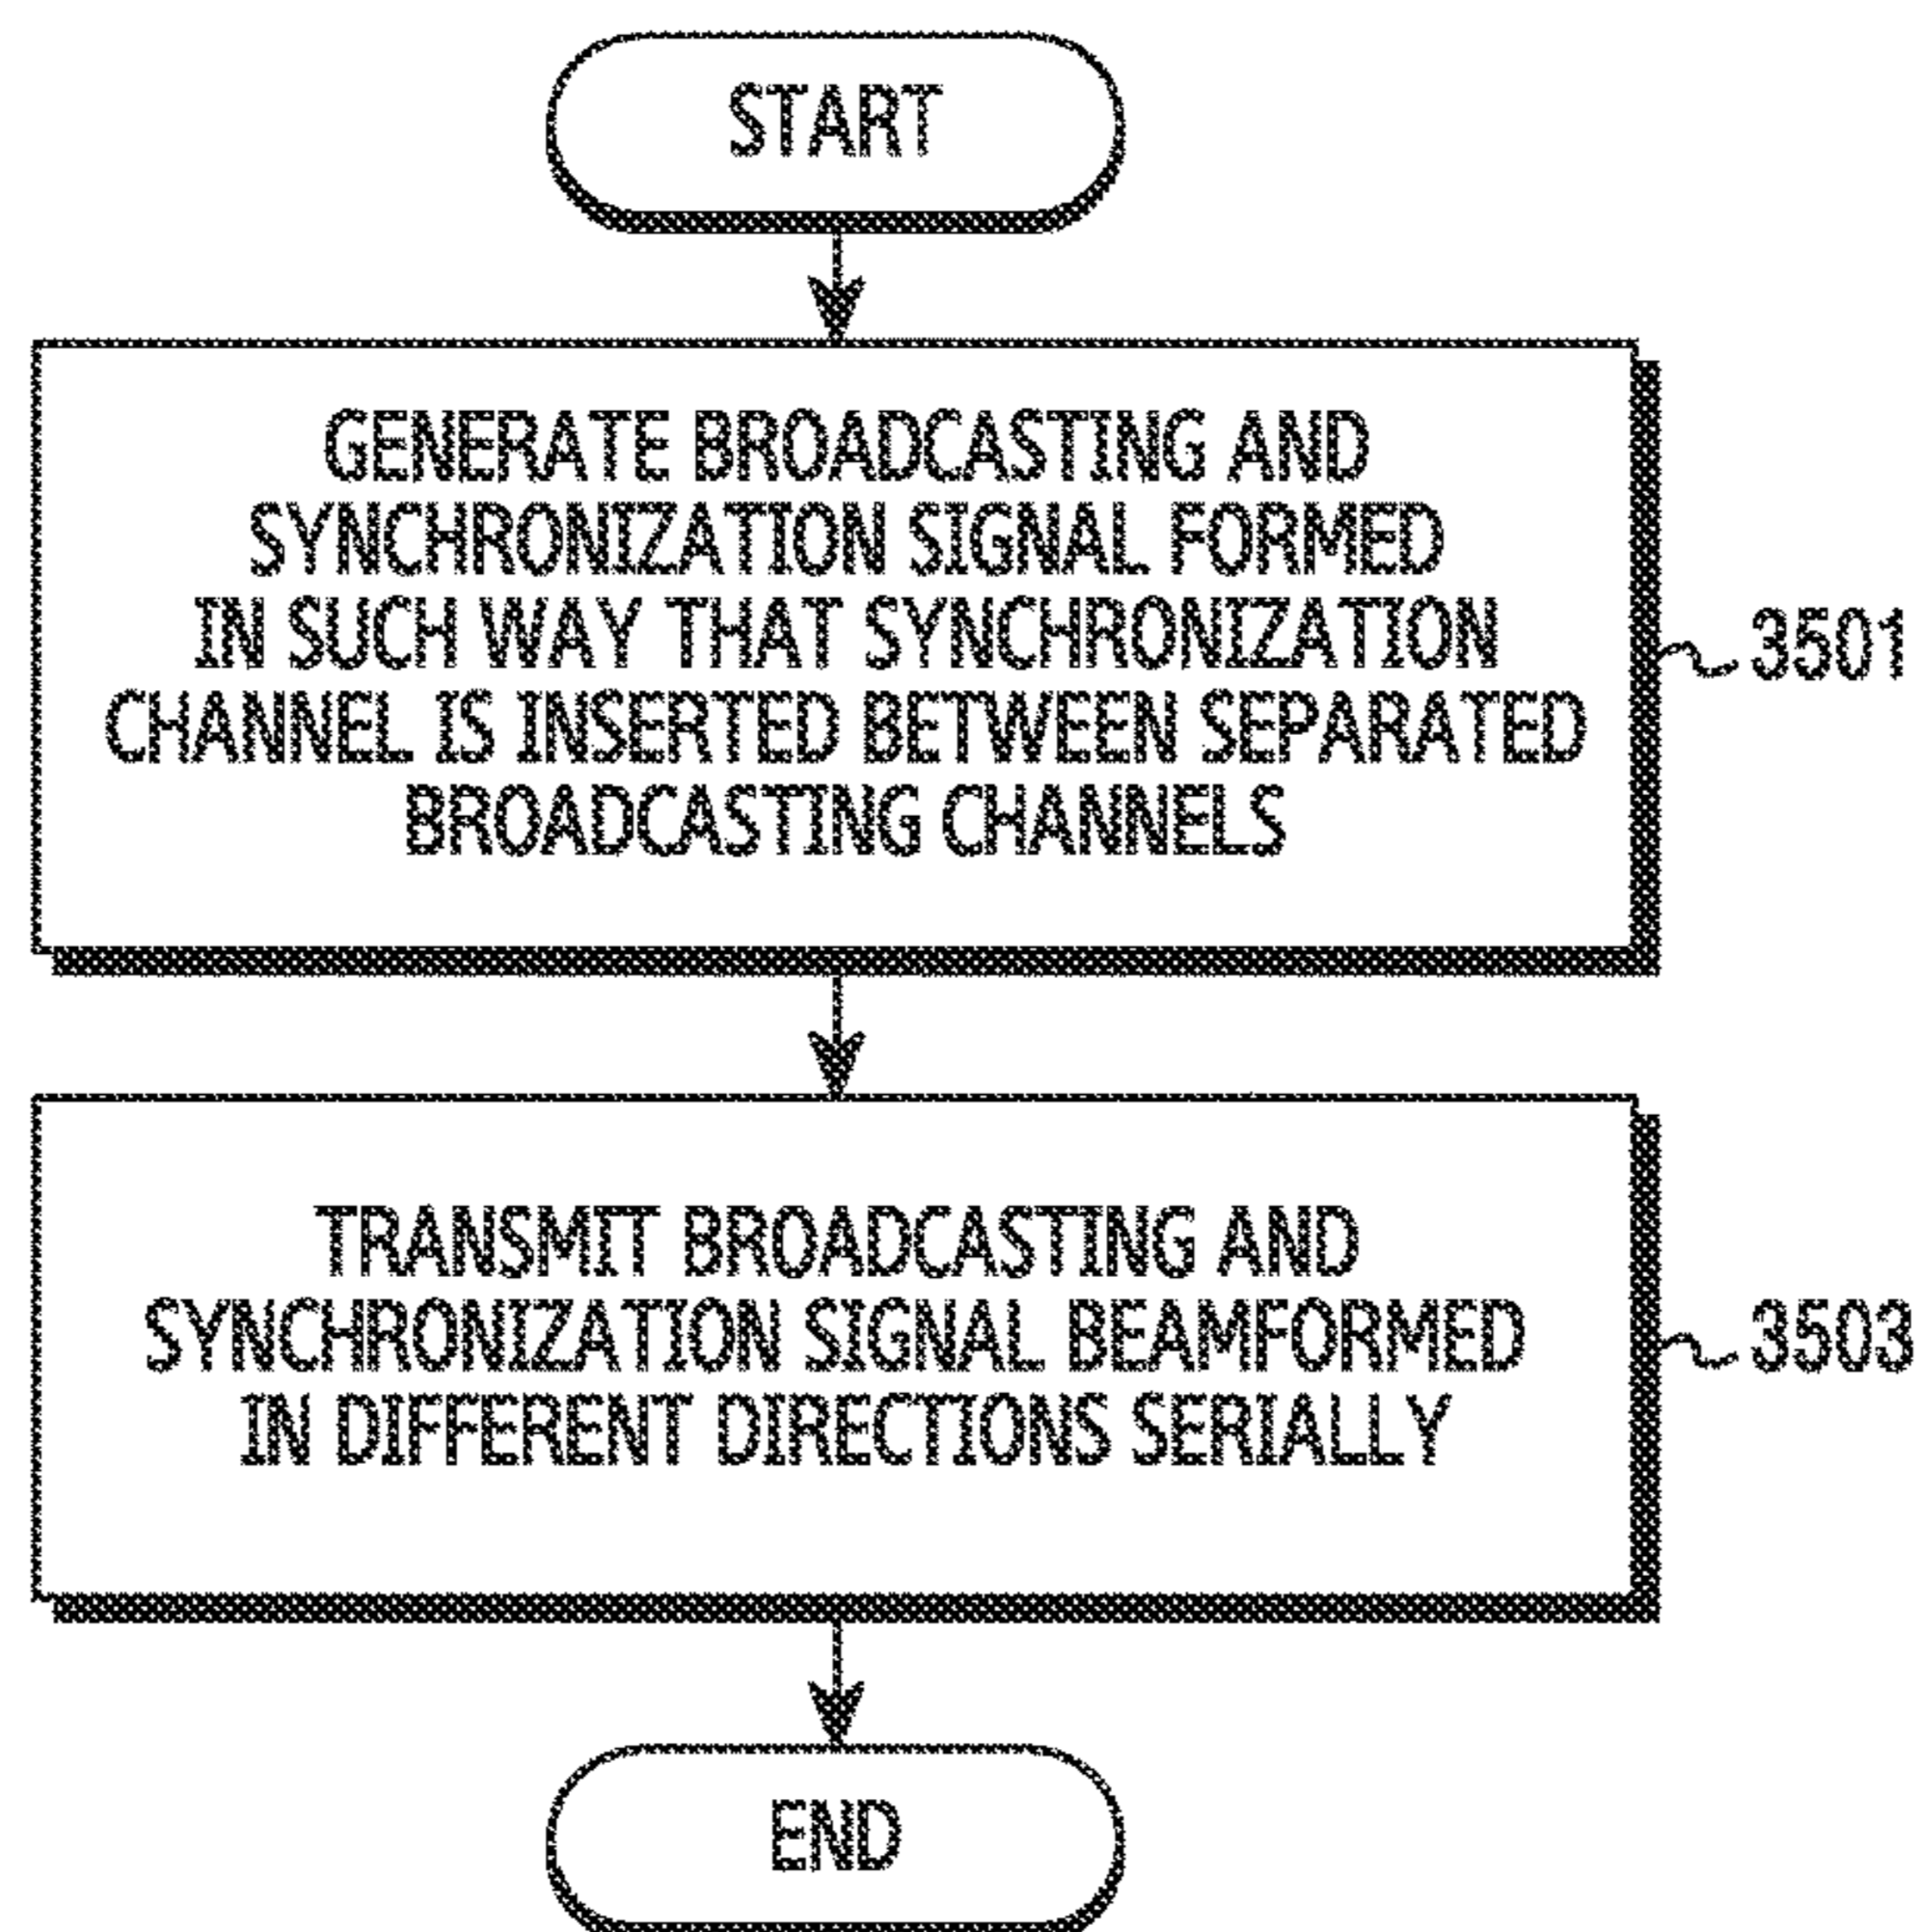 START
GENERATE BROADCASTING AND
SYNCHRONIZATION SIGNAL FORMED
IN SUCH WAY THAT SYNCHRONIZATION
CHANNEL IS INSERTED BETWEEN SEPARATED
BROADCASTING CHANNELS
3501
TRANSMIT BROADCASTING AND
SYNCHRONIZATION SIGNAL BEAMFORMED
IN DIFFERENT DIRECTIONS SERIALLY
3503
END